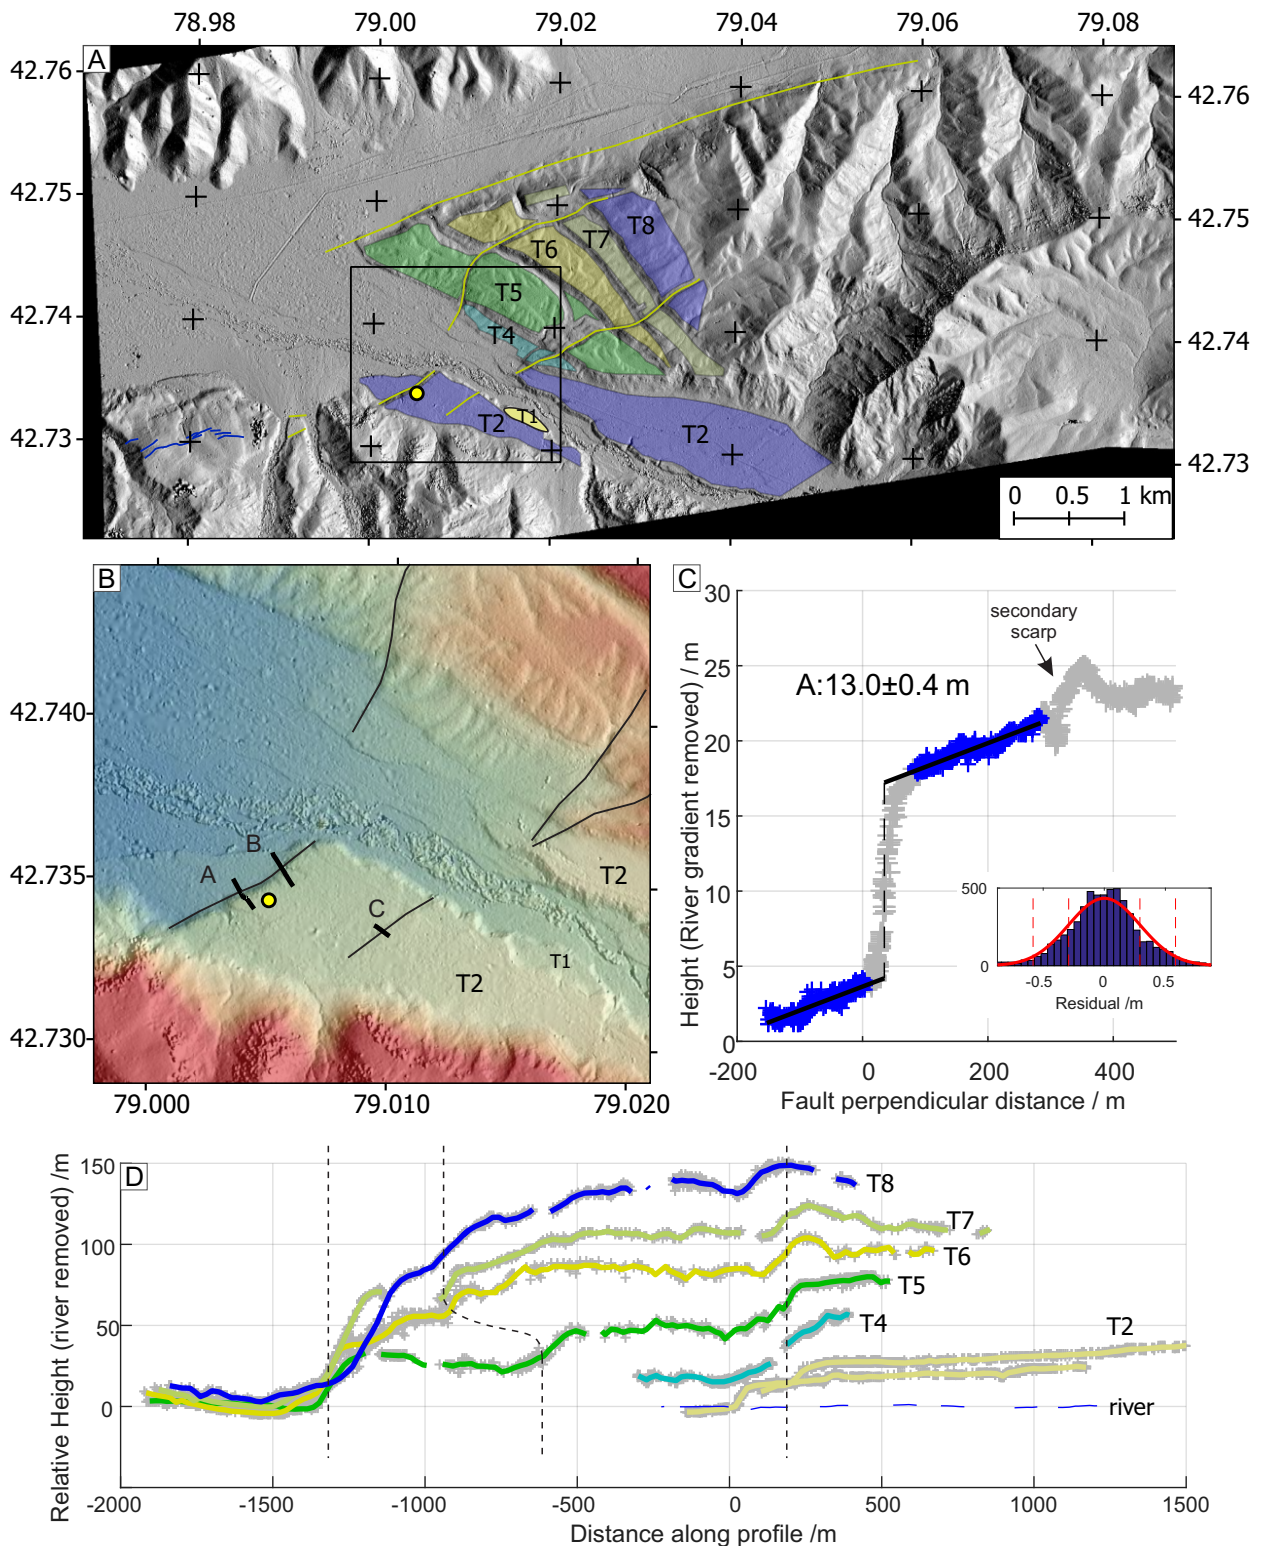 78.98 79.00 79.02 79.04 79.06 79.08
A
42.76
42.76
42.75
42.75
42.74
42.74
42.73
42.73
T8
T7
T6
T5
T4
T2
T1
T2
0 0.5 1 km
B
42.740
42.735
42.730
79.000 79.010 79.020
A
B
C
T2
T1
T2
C
30
25
20
15
10
5
0
-200 0 200 400
Height (River gradient removed) / m
Fault perpendicular distance / m
secondary
scarp
A:13.0±0.4 m
500
0
-0.5 0 0.5
Residual /m
D
150
100
50
0
Relative Height (river removed) /m
T8
T7
T6
T5
T4
T2
river
-2000 -1500 -1000 -500 0 500 1000 1500
Distance along profile /m